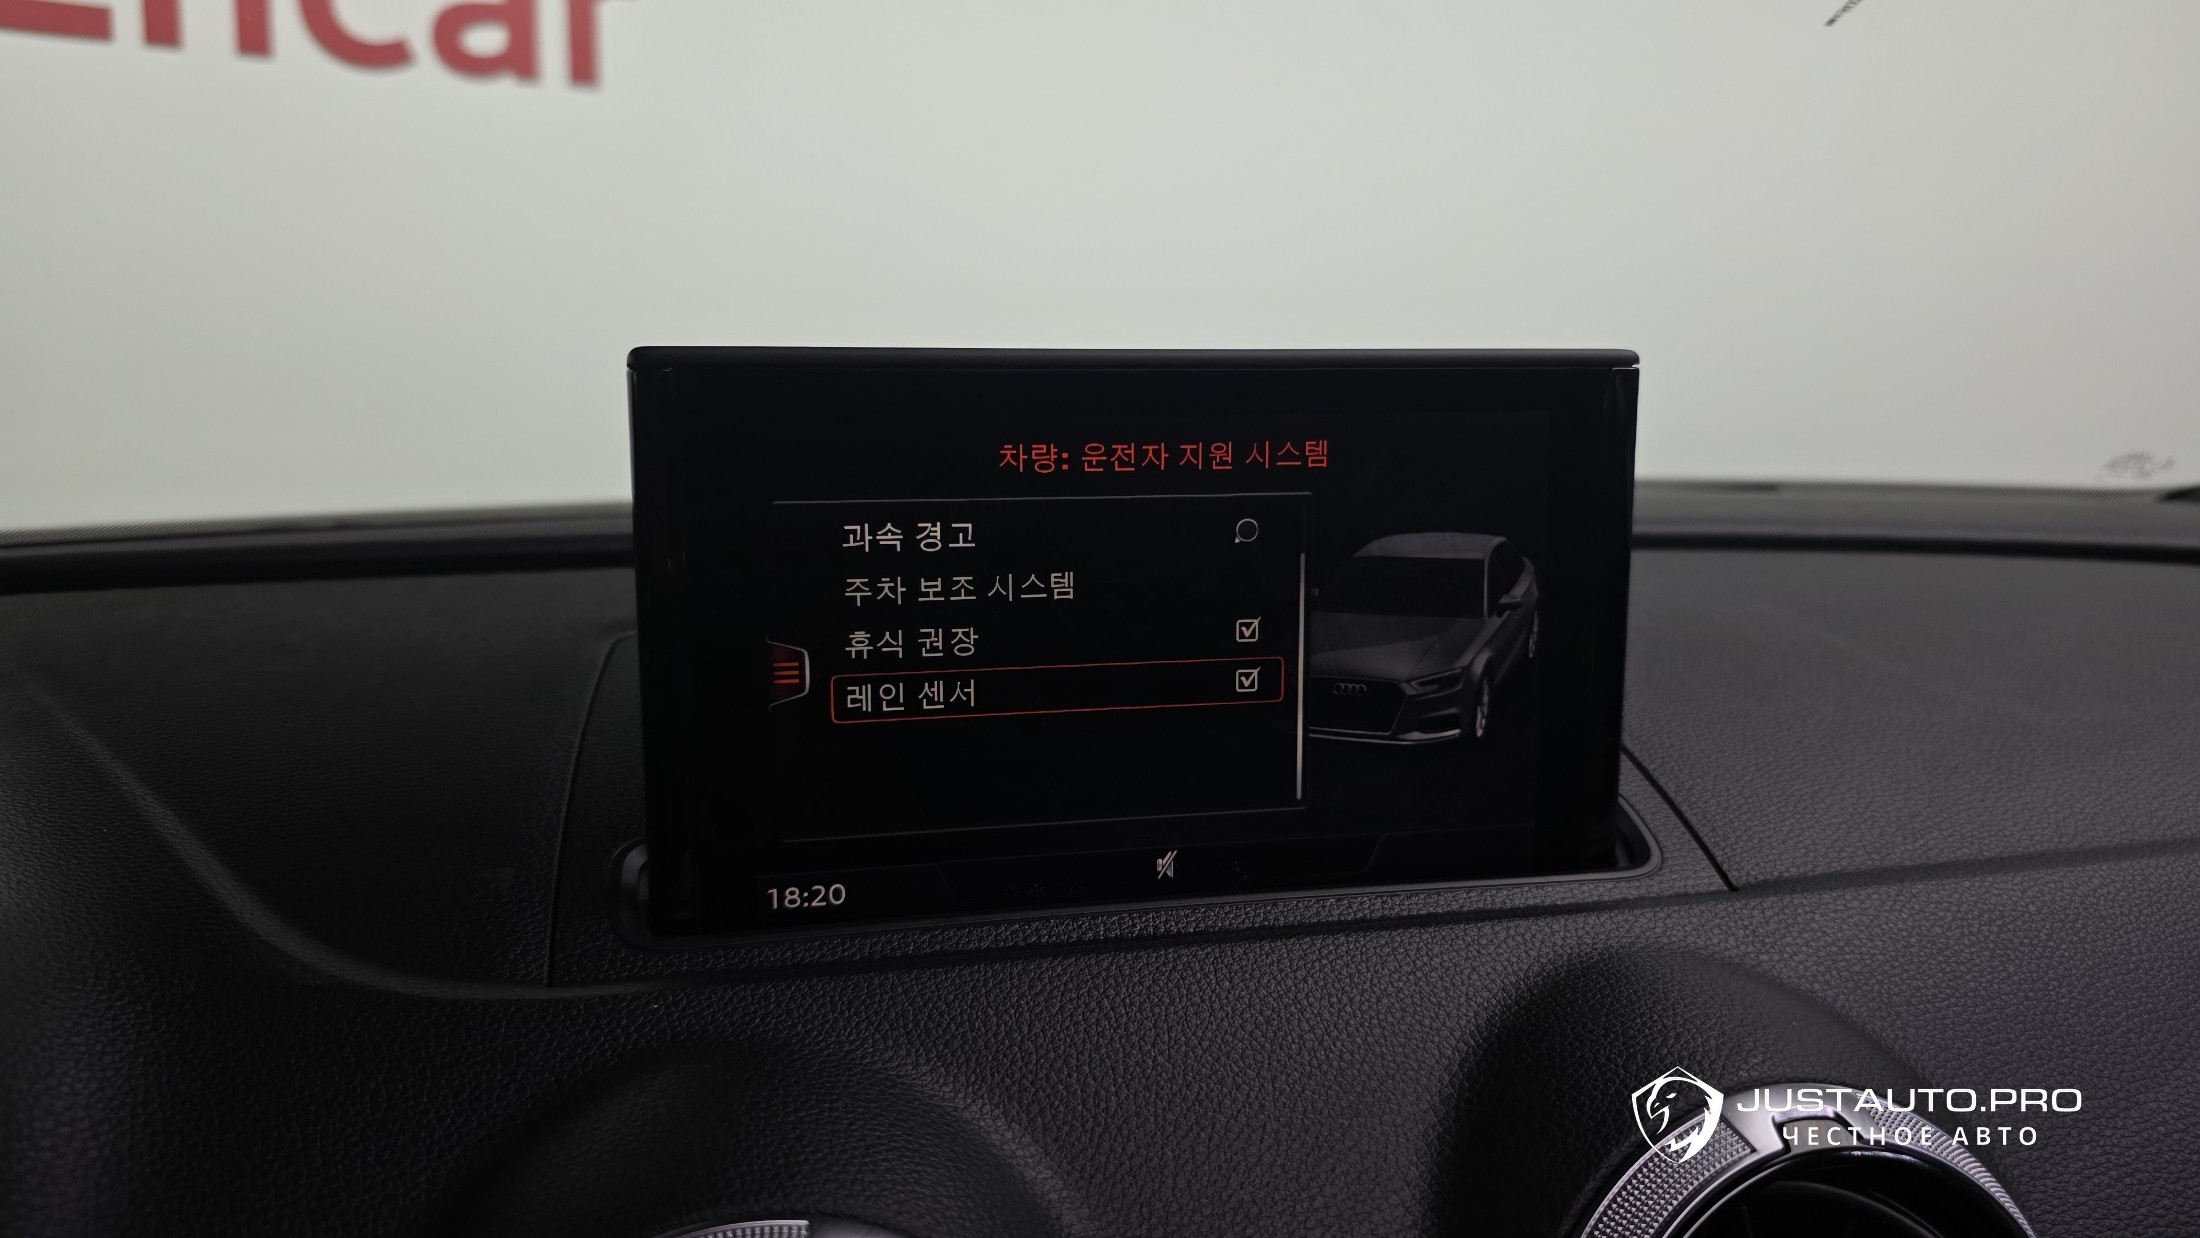 Encar
차량: 운전자 지원 시스템
과속 경고
주차 보조 시스템
휴식 권장
레인 센서
18:20
JUSTAUTO.PRO
ЧЕСТНОЕ АВТО